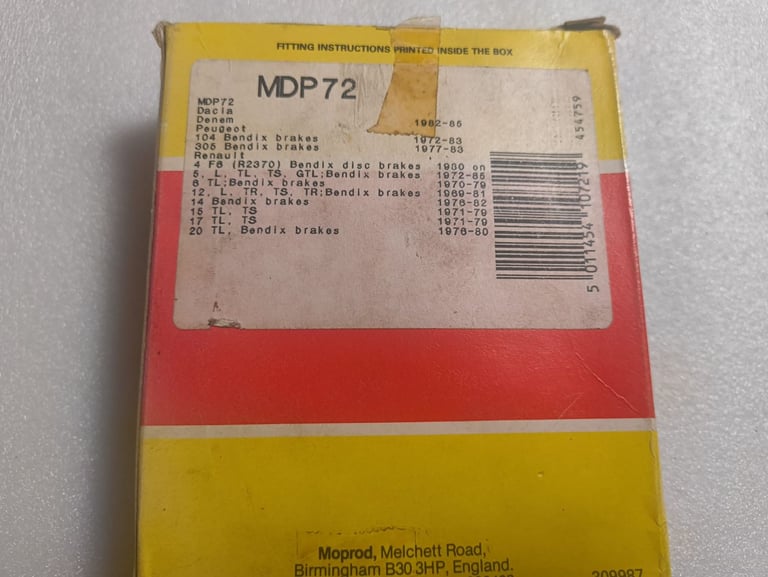 FITTING INSTRUCTIONS PRINTED INSIDE THE BOX
MDP72
MDP72
Dacia
Denem 1982-85
Peugeot
104 Bendix brakes 1972-83
305 Bendix brakes 1977-83
Renault
4 F6 (R2370) Bendix disc brakes 1980 on
5, L, TL, TS, GTL;Bendix brakes 1972-85
6 TL;Bendix brakes 1970-79
12, L, TR, TS, TR;Bendix brakes 1969-81
14 Bendix brakes 1976-82
15 TL, TS 1971-79
17 TL, TS 1971-79
20 TL, Bendix brakes 1976-80
454759
5 011454 107219
Moprod, Melchett Road,
Birmingham B30 3HP, England.
209987